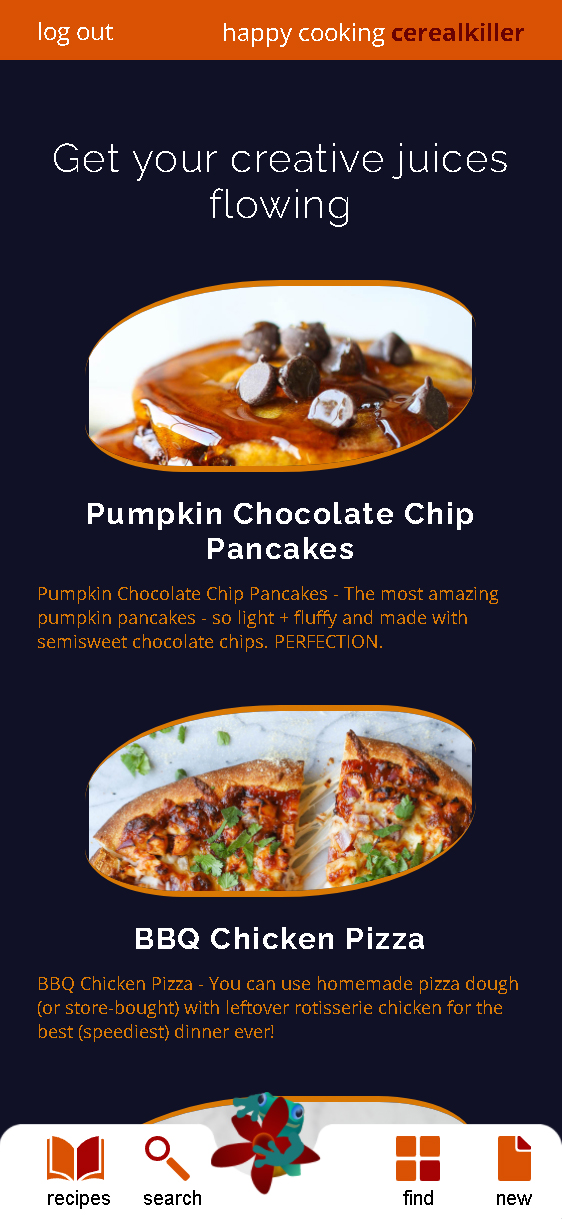 log out
happy cooking cerealkiller
Get your creative juices
flowing
Pumpkin Chocolate Chip
Pancakes
Pumpkin Chocolate Chip Pancakes - The most amazing
pumpkin pancakes - so light + fluffy and made with
semisweet chocolate chips. PERFECTION.
BBQ Chicken Pizza
BBQ Chicken Pizza - You can use homemade pizza dough
(or store-bought) with leftover rotisserie chicken for the
best (speediest) dinner ever!
recipes
search
find
new